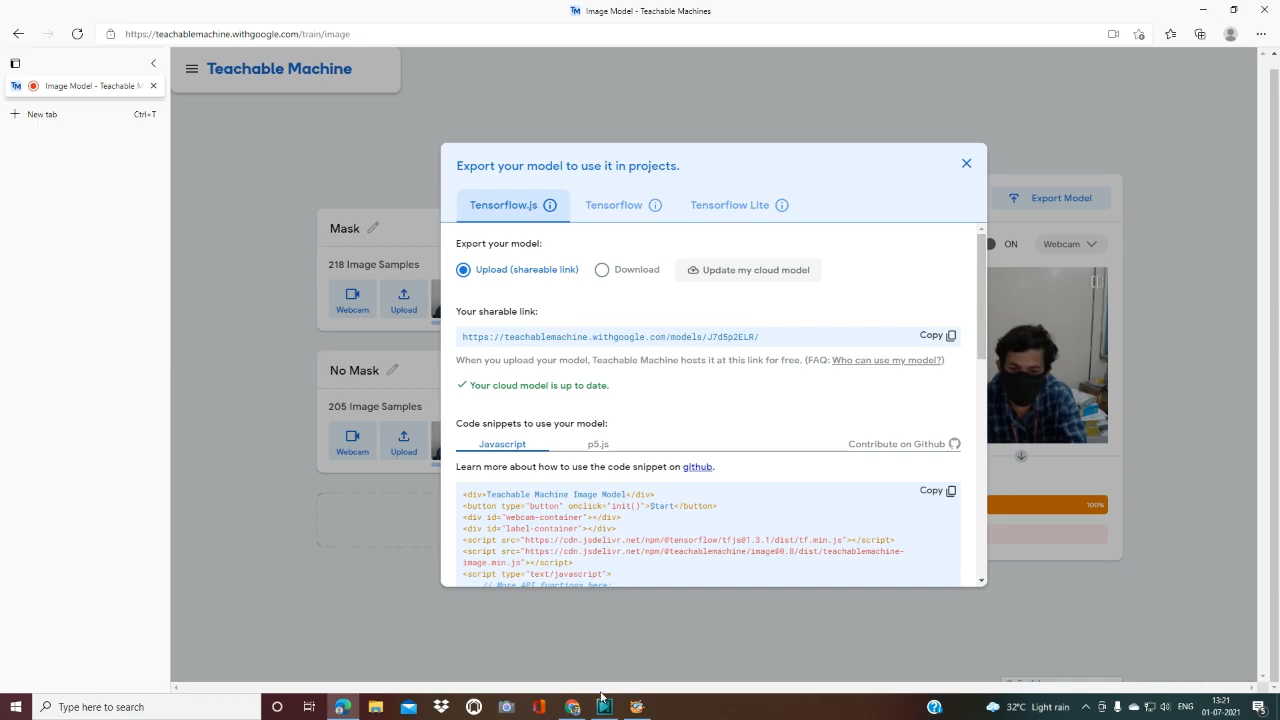 Image Model - Teachable Machines
https://teachablemachine.withgoogle.com/train/image
Image Model - Teachable M
New tab
Ctrl+T
Teachable Machine
Export your model to use it in projects.
Tensorflow.js
Tensorflow
Tensorflow Lite
Export Model
Export your model:
ON
Webcam
Upload (shareable link)
Download
Update my cloud model
Mask
218 Image Samples
Webcam
Upload
Your sharable link:
https://teachablemachine.withgoogle.com/models/J7d5p2ELR/
Copy
When you upload your model, Teachable Machine hosts it at this link for free. (FAQ: Who can use my model?)
Your cloud model is up to date.
No Mask
205 Image Samples
Webcam
Upload
Code snippets to use your model:
Javascript
p5.js
Contribute on Github
Learn more about how to use the code snippet on github.
Copy
<div>Teachable Machine Image Model</div>
<button type="button" onclick="init()">Start</button>
<div id="webcam-container"></div>
<div id="label-container"></div>
<script src="https://cdn.jsdelivr.net/npm/@tensorflow/tfjs@1.3.1/dist/tf.min.js"></script>
<script src="https://cdn.jsdelivr.net/npm/@teachablemachine/image@0.8/dist/teachablemachine-
image.min.js"></script>
<script type="text/javascript">
// More API functions here:
100%
Type here to search
32°C Light rain
ENG
13:21
01-07-2021